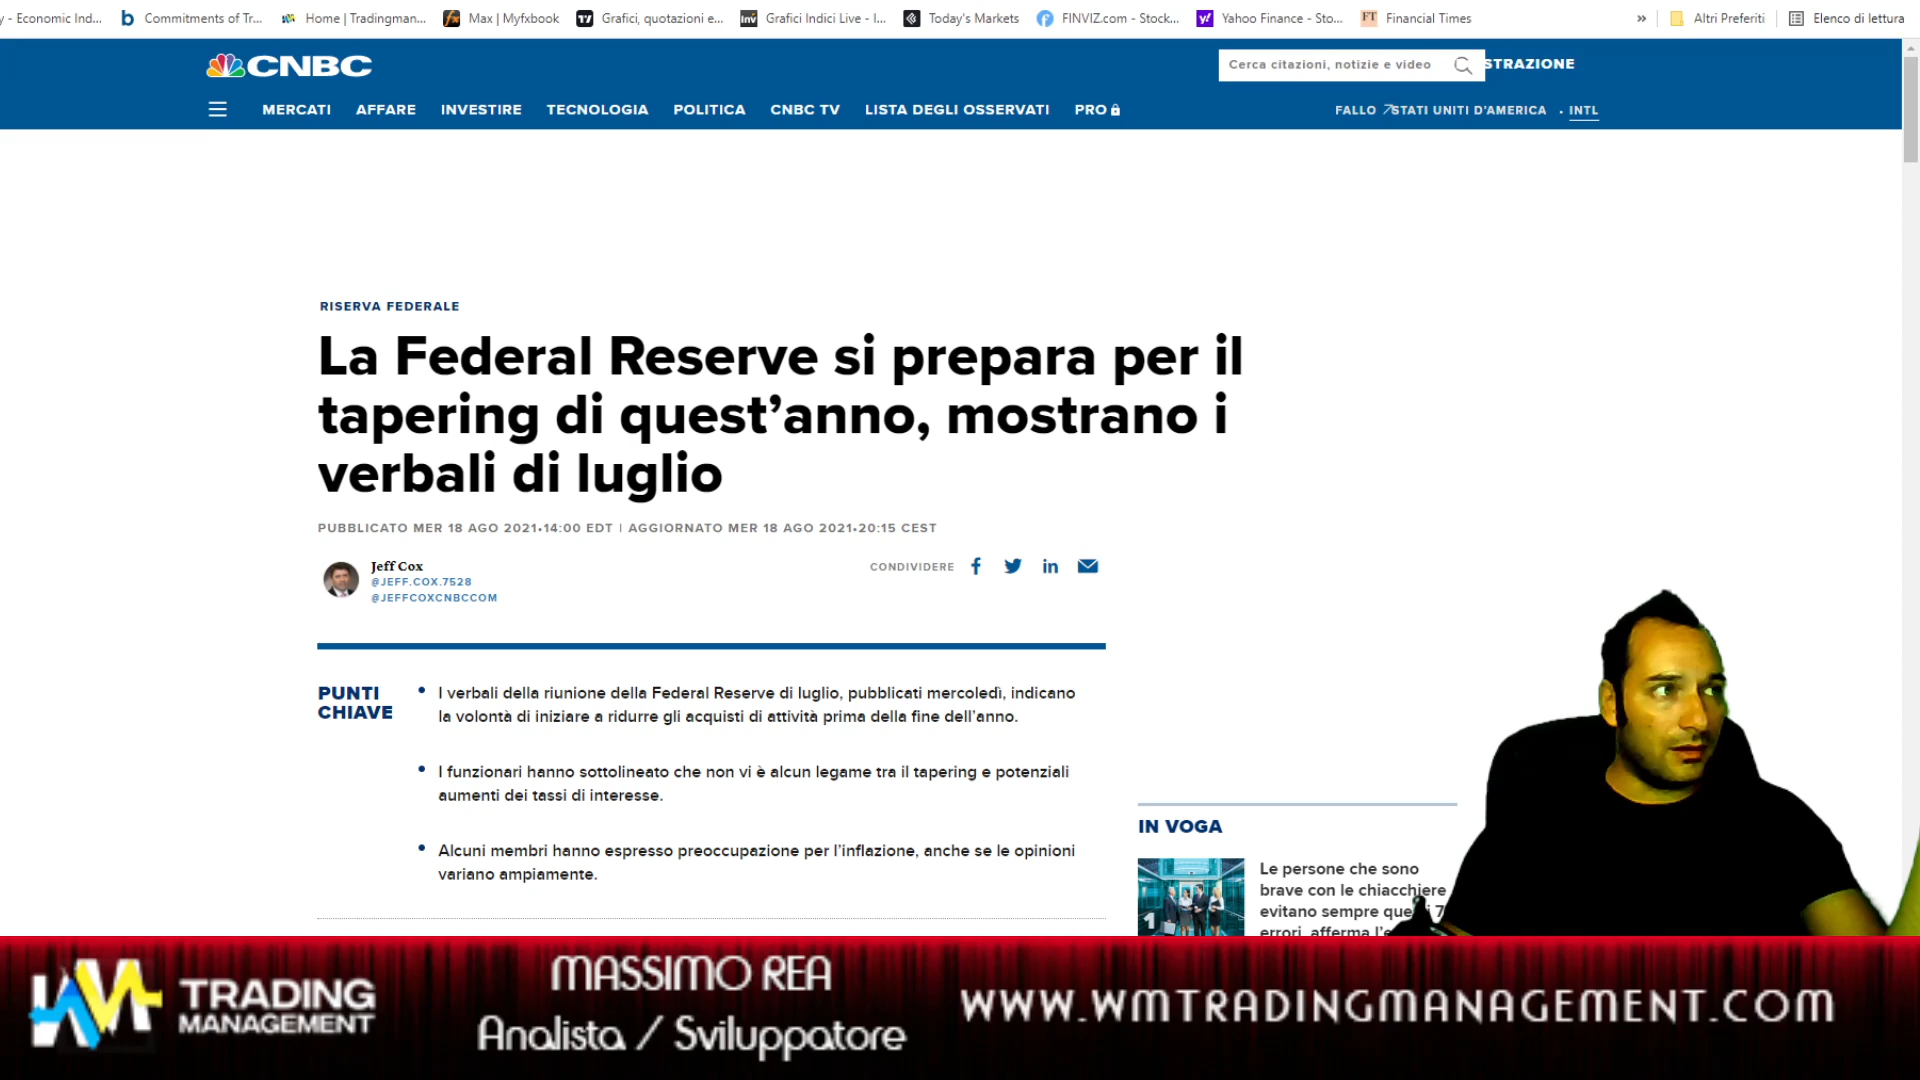 y - Economic Ind... Commitments of Tr... Home | Tradingman... Max | Myfxbook Grafici, quotazioni e... Grafici Indici Live - I... Today's Markets FINVIZ.com - Stock... Yahoo Finance - Sto... FT Financial Times » Altri Preferiti Elenco di lettura
CNBC
Cerca citazioni, notizie e video
STRAZIONE
MERCATI AFFARE INVESTIRE TECNOLOGIA POLITICA CNBC TV LISTA DEGLI OSSERVATI PRO
FALLO STATI UNITI D'AMERICA • INTL
RISERVA FEDERALE
La Federal Reserve si prepara per il
tapering di quest’anno, mostrano i
verbali di luglio
PUBBLICATO MER 18 AGO 2021•14:00 EDT | AGGIORNATO MER 18 AGO 2021•20:15 CEST
Jeff Cox
@JEFF.COX.7528
@JEFFCOXCNBCCOM
CONDIVIDERE
PUNTI
CHIAVE
• I verbali della riunione della Federal Reserve di luglio, pubblicati mercoledì, indicano
la volontà di iniziare a ridurre gli acquisti di attività prima della fine dell’anno.
• I funzionari hanno sottolineato che non vi è alcun legame tra il tapering e potenziali
aumenti dei tassi di interesse.
• Alcuni membri hanno espresso preoccupazione per l’inflazione, anche se le opinioni
variano ampiamente.
IN VOGA
1
Le persone che sono
brave con le chiacchiere
evitano sempre 7
errori, afferma
TRADING
MANAGEMENT
MASSIMO REA
Analista / Sviluppatore
WWW.WMTRADINGMANAGEMENT.COM